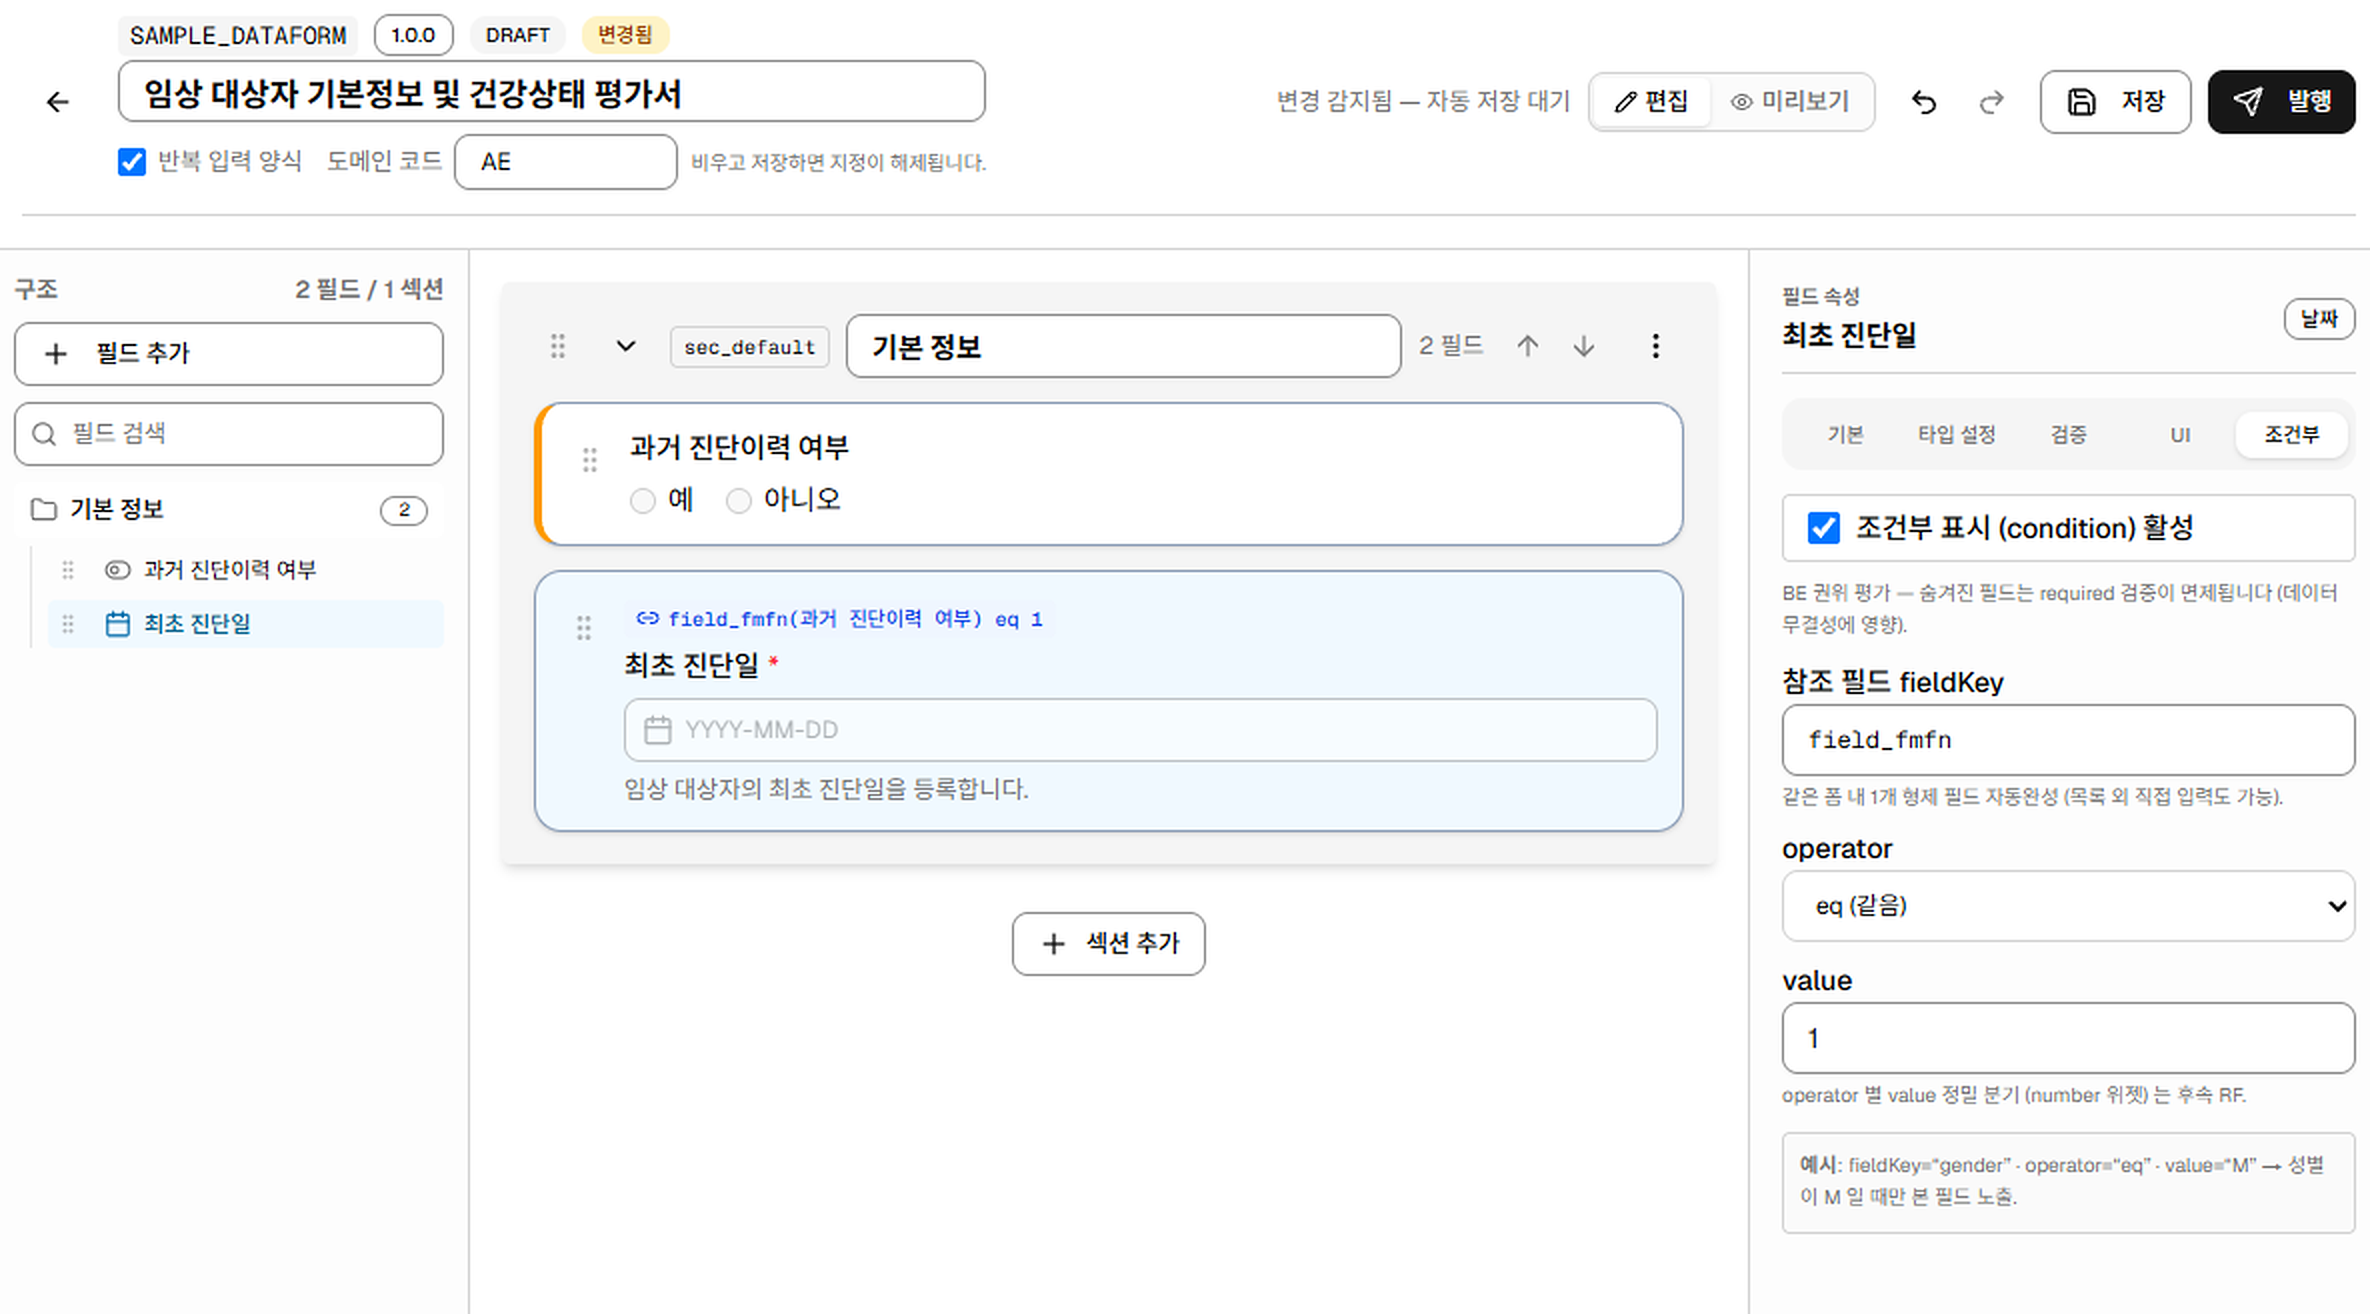 SAMPLE_DATAFORM 1.0.0 DRAFT 변경됨
임상 대상자 기본정보 및 건강상태 평가서
변경 감지됨 — 자동 저장 대기 편집 미리보기 저장 발행
반복 입력 양식 도메인 코드 AE 비우고 저장하면 지정이 해제됩니다.
구조 2 필드 / 1 섹션
필드 추가
필드 검색
기본 정보 2
과거 진단이력 여부
최초 진단일
sec_default 기본 정보 2 필드
과거 진단이력 여부
예 아니오
field_fmfn(과거 진단이력 여부) eq 1
최초 진단일 *
YYYY-MM-DD
임상 대상자의 최초 진단일을 등록합니다.
섹션 추가
필드 속성
최초 진단일 날짜
기본 타입 설정 검증 UI 조건부
조건부 표시 (condition) 활성
BE 권위 평가 — 숨겨진 필드는 required 검증이 면제됩니다 (데이터
무결성에 영향).
참조 필드 fieldKey
field_fmfn
같은 폼 내 1개 형제 필드 자동완성 (목록 외 직접 입력도 가능).
operator
eq (같음)
value
1
operator 별 value 정밀 분기 (number 위젯) 는 후속 RF.
예시: fieldKey=“gender” · operator=“eq” · value=“M” → 성별
이 M 일 때만 본 필드 노출.